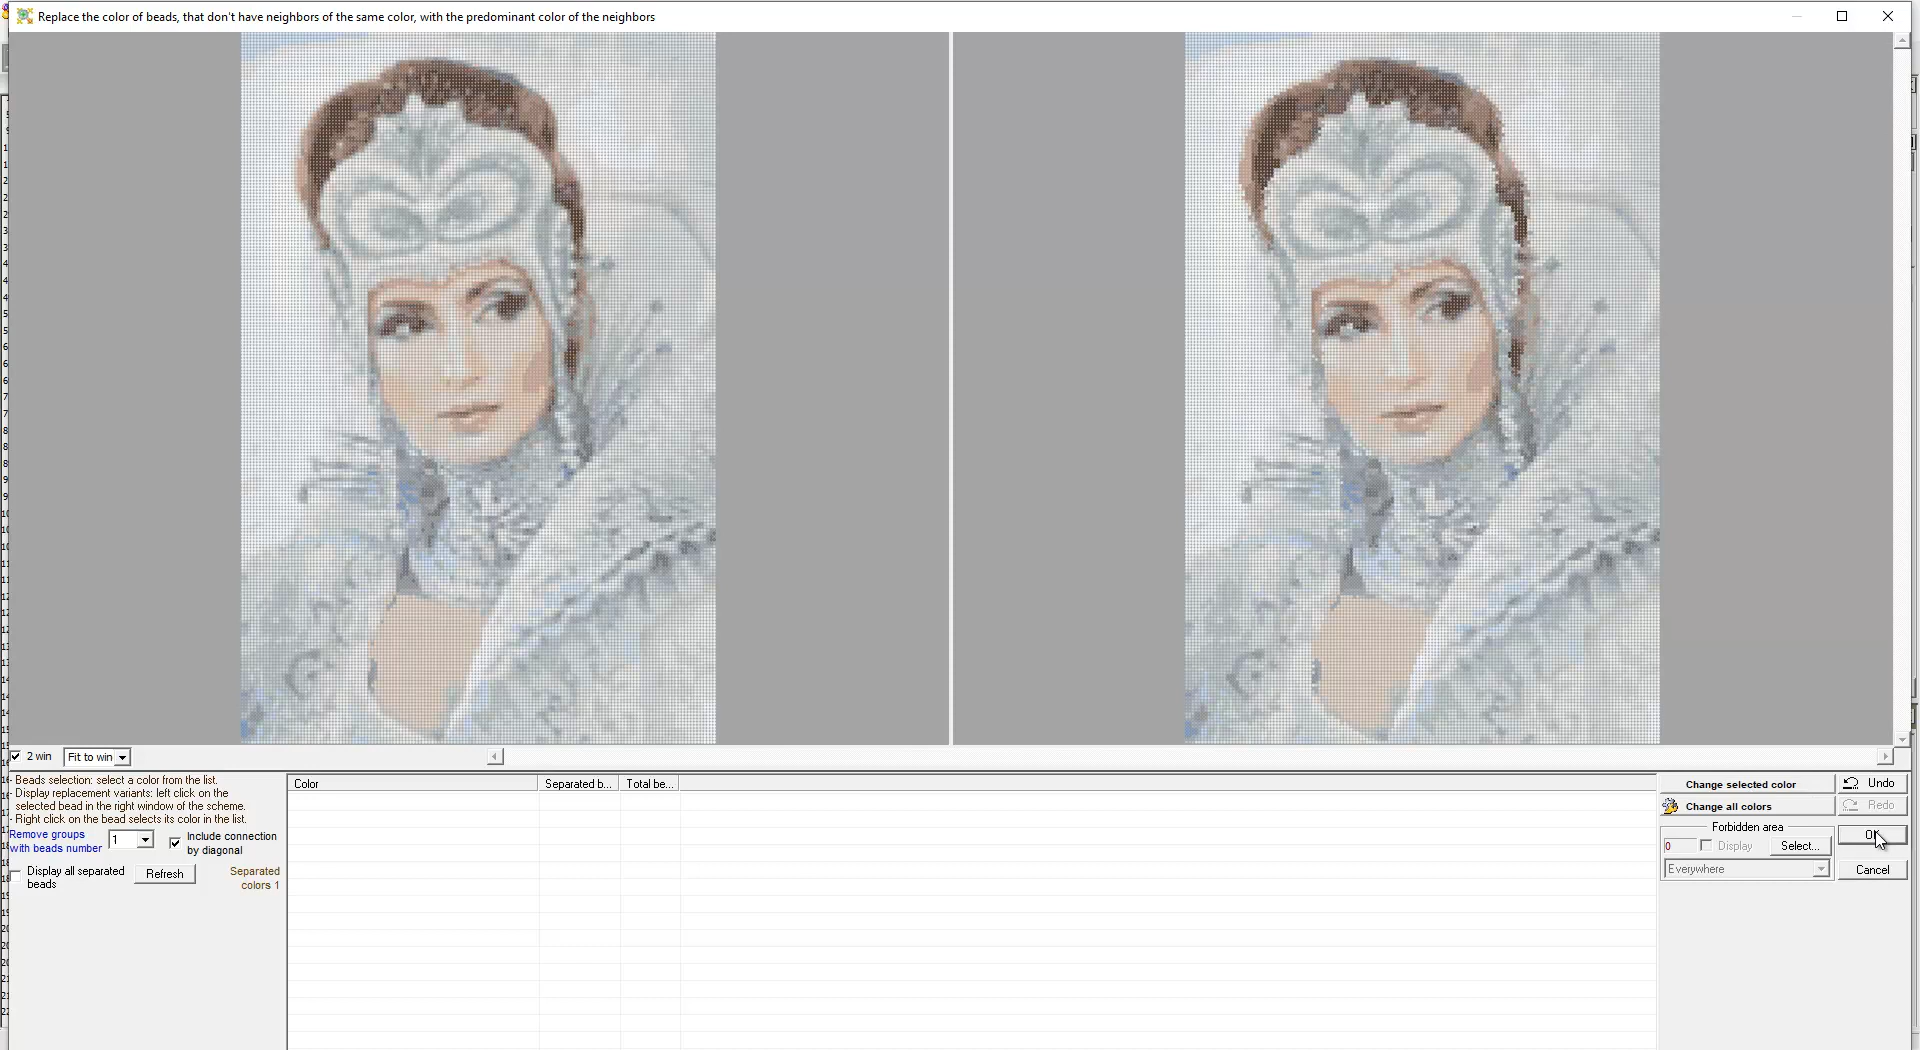 Replace the color of beads, that don't have neighbors of the same color, with the predominant color of the neighbors
2 win
Fit to win
- Beads selection: select a color from the list.
- Display replacement variants: left click on the
selected bead in the right window of the scheme.
- Right click on the bead selects its color in the list.
Remove groups
with beads number
1
Include connection
by diagonal
Display all separated
beads
Refresh
Separated
colors 1
Color
Separated b...
Total be...
Change selected color
Undo
Change all colors
Redo
Forbidden area
0
Display
Select...
Everywhere
Cancel